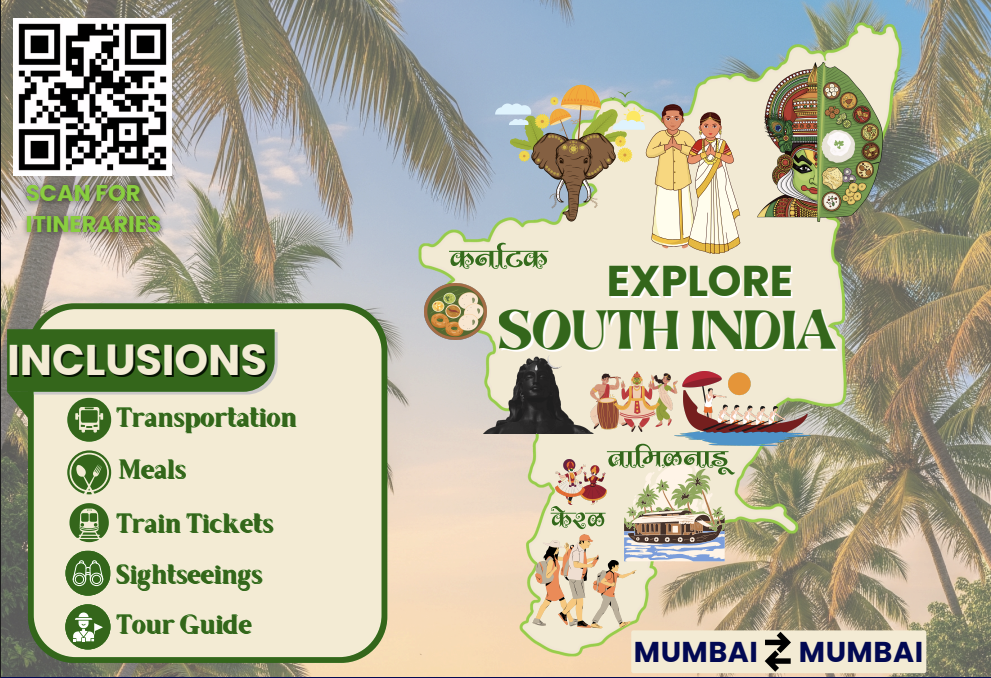 SCAN FOR
ITINERARIES
INCLUSIONS
Transportation
Meals
Train Tickets
Sightseeings
Tour Guide
कर्नाटक
EXPLORE
SOUTH INDIA
तामिळनाडू
केरळ
MUMBAI MUMBAI